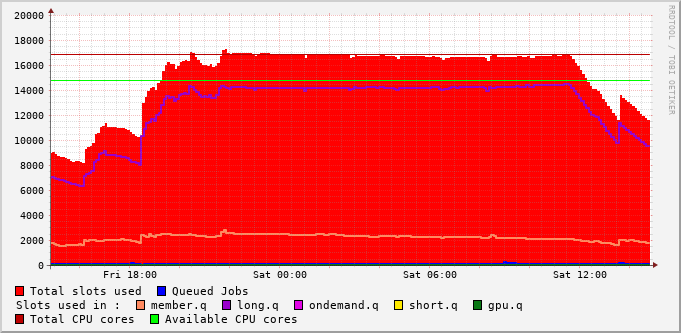 20000
18000
16000
14000
12000
10000
8000
6000
4000
2000
0
Fri 18:00 Sat 00:00 Sat 06:00 Sat 12:00
RRDTOOL / TOBI OETIKER
Total slots used Queued Jobs
Slots used in : member.q long.q ondemand.q short.q gpu.q
Total CPU cores Available CPU cores